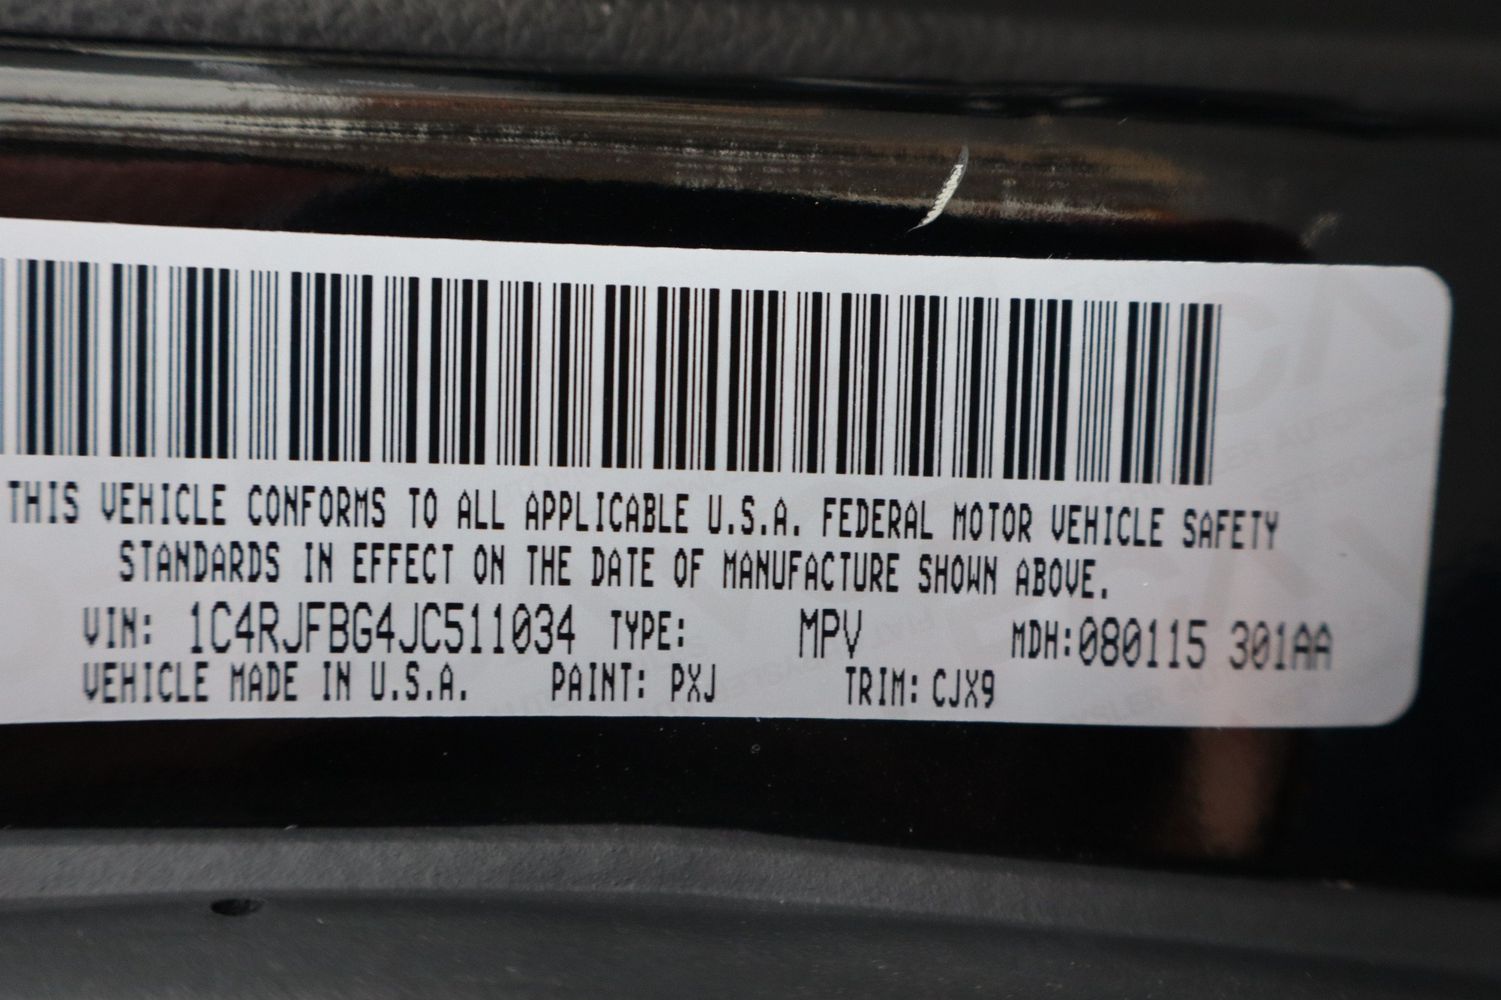 THIS VEHICLE CONFORMS TO ALL APPLICABLE U.S.A. FEDERAL MOTOR VEHICLE SAFETY
STANDARDS IN EFFECT ON THE DATE OF MANUFACTURE SHOWN ABOVE.
VIN: 1C4RJFBG4JC511034 TYPE: MPV MDH:080115 301AA
VEHICLE MADE IN U.S.A. PAINT: PXJ TRIM: CJX9